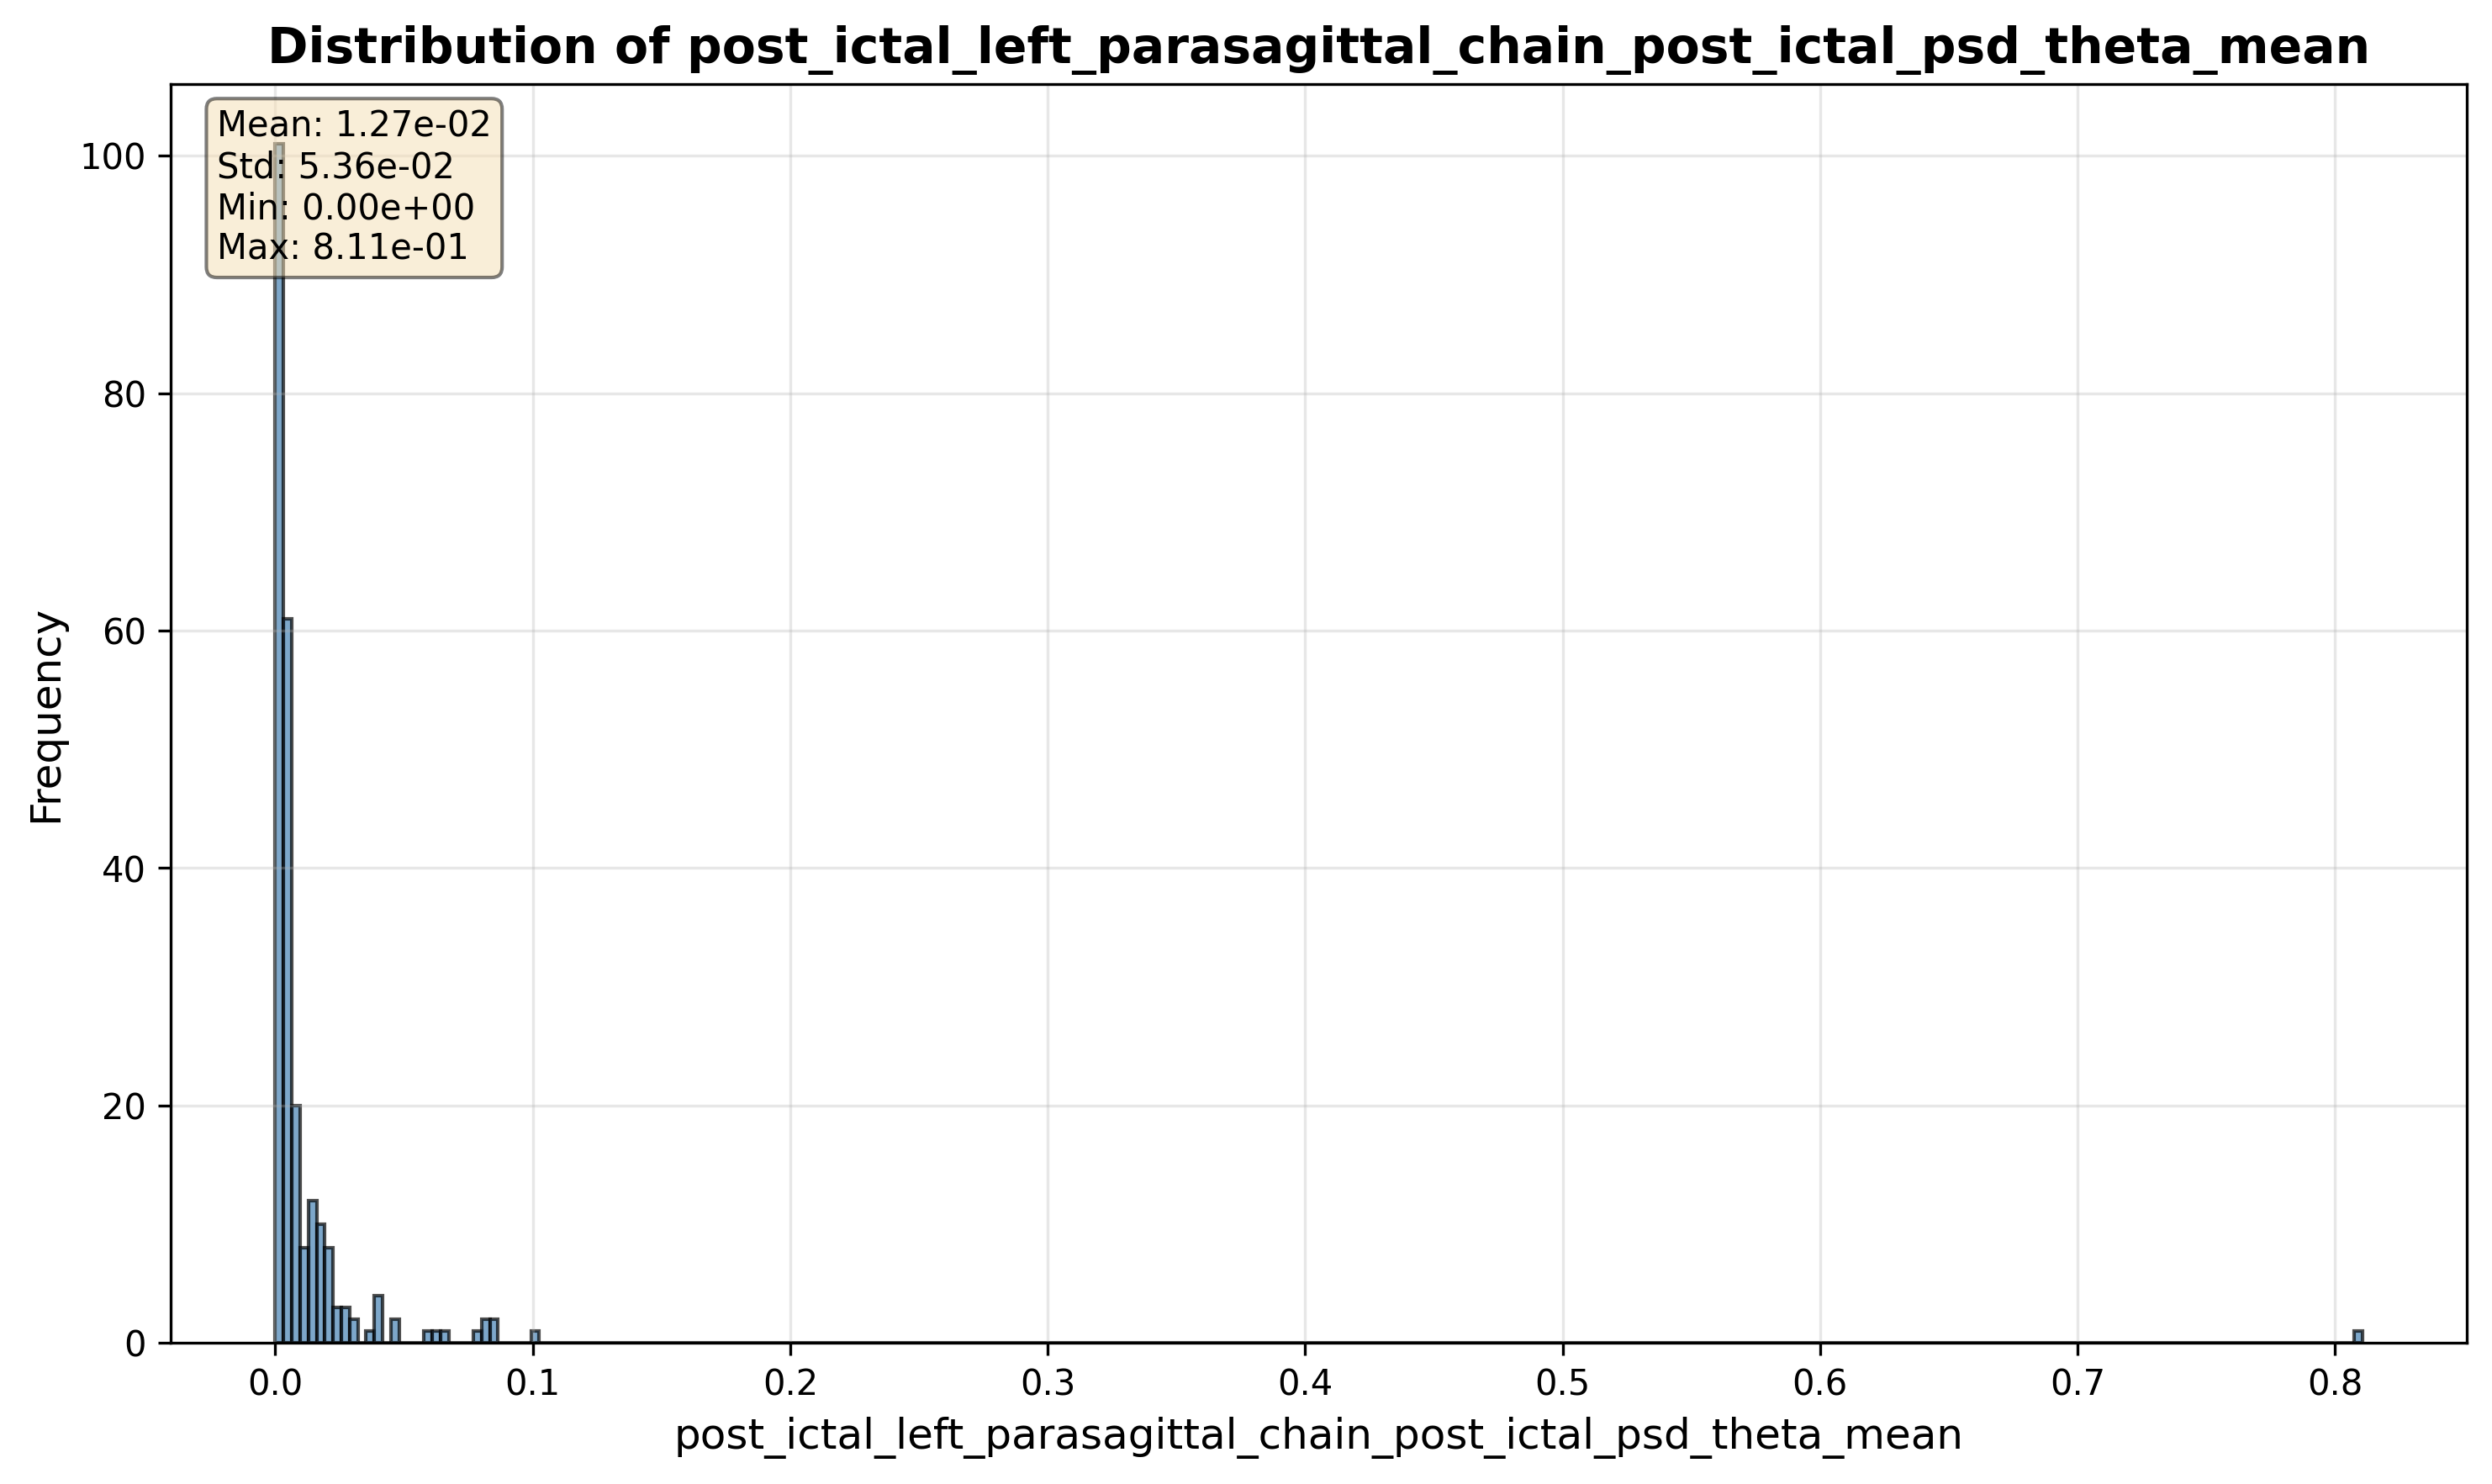 Distribution of post_ictal_left_parasagittal_chain_post_ictal_psd_theta_mean
Mean: 1.27e-02
Std: 5.36e-02
Min: 0.00e+00
Max: 8.11e-01
100
80
60
40
20
0
Frequency
0.0 0.1 0.2 0.3 0.4 0.5 0.6 0.7 0.8
post_ictal_left_parasagittal_chain_post_ictal_psd_theta_mean